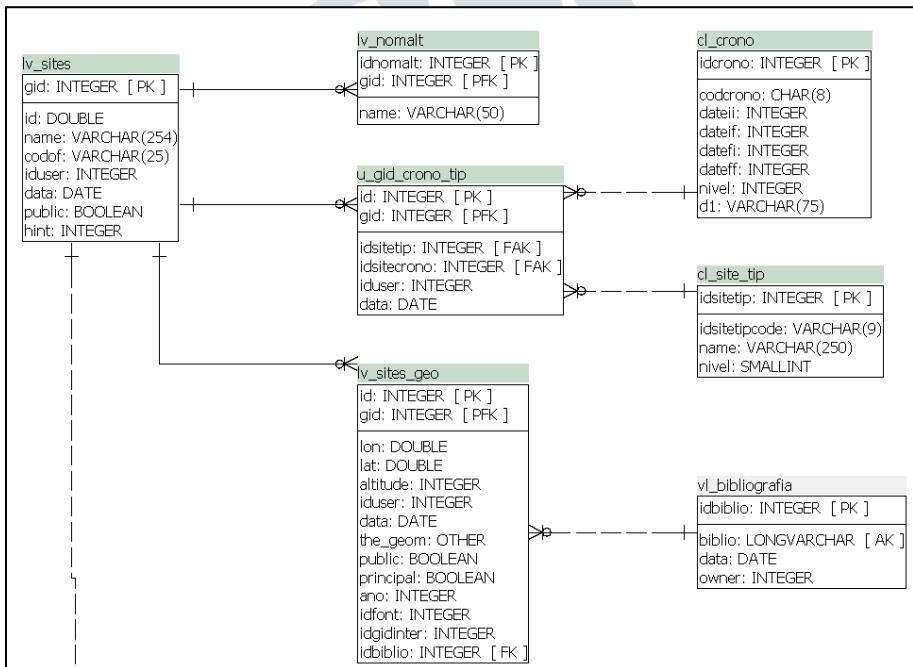 lv_sites
gid: INTEGER [ PK ]
id: DOUBLE
name: VARCHAR(254)
codof: VARCHAR(25)
iduser: INTEGER
data: DATE
public: BOOLEAN
hint: INTEGER
lv_nomalt
idnomalt: INTEGER [ PK ]
gid: INTEGER [ PFK ]
name: VARCHAR(50)
cl_crono
idcrono: INTEGER [ PK ]
codcrono: CHAR(8)
dateii: INTEGER
dateif: INTEGER
datefi: INTEGER
dateff: INTEGER
nivel: INTEGER
d1: VARCHAR(75)
u_gid_crono_tip
id: INTEGER [ PK ]
gid: INTEGER [ PFK ]
idsitetip: INTEGER [ FAK ]
idsitecrono: INTEGER [ FAK ]
iduser: INTEGER
data: DATE
cl_site_tip
idsitetip: INTEGER [ PK ]
idsitetipcode: VARCHAR(9)
name: VARCHAR(250)
nivel: SMALLINT
lv_sites_geo
id: INTEGER [ PK ]
gid: INTEGER [ PFK ]
lon: DOUBLE
lat: DOUBLE
altitude: INTEGER
iduser: INTEGER
data: DATE
the_geom: OTHER
public: BOOLEAN
principal: BOOLEAN
ano: INTEGER
idfont: INTEGER
idgidinter: INTEGER
idbiblio: INTEGER [ FK ]
vl_bibliografia
idbiblio: INTEGER [ PK ]
biblio: LONGVARCHAR [ AK ]
data: DATE
owner: INTEGER